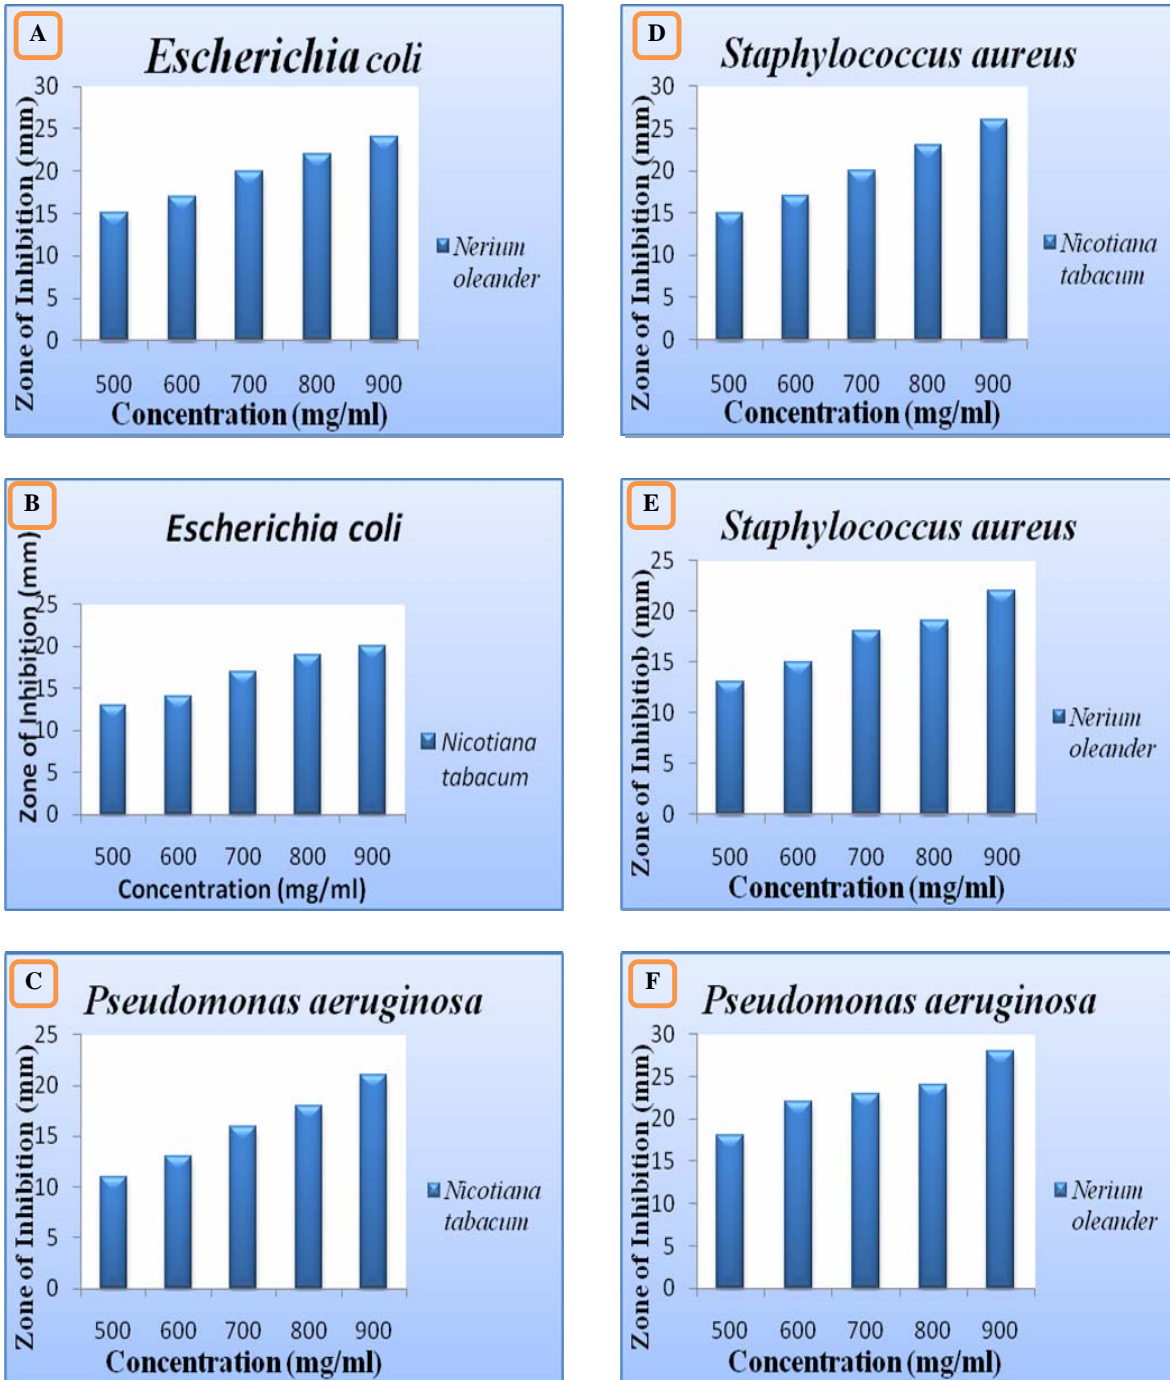 A
Escherichia coli
Zone of Inhibition (mm)
30
25
20
15
10
5
0
500 600 700 800 900
Concentration (mg/ml)
Nerium
oleander
D
Staphylococcus aureus
Zone of Inhibition (mm)
30
25
20
15
10
5
0
500 600 700 800 900
Concentration (mg/ml)
Nicotiana
tabacum
B
Escherichia coli
Zone of Inhibition (mm)
25
20
15
10
5
0
500 600 700 800 900
Concentration (mg/ml)
Nicotiana
tabacum
E
Staphylococcus aureus
Zone of Inhibitiob (mm)
25
20
15
10
5
0
500 600 700 800 900
Concentration (mg/ml)
Nerium
oleander
C
Pseudomonas aeruginosa
Zone of Inhibition (mm)
25
20
15
10
5
0
500 600 700 800 900
Concentration (mg/ml)
Nicotiana
tabacum
F
Pseudomonas aeruginosa
Zone of Inhibition (mm)
30
25
20
15
10
5
0
500 600 700 800 900
Concentration (mg/ml)
Nerium
oleander